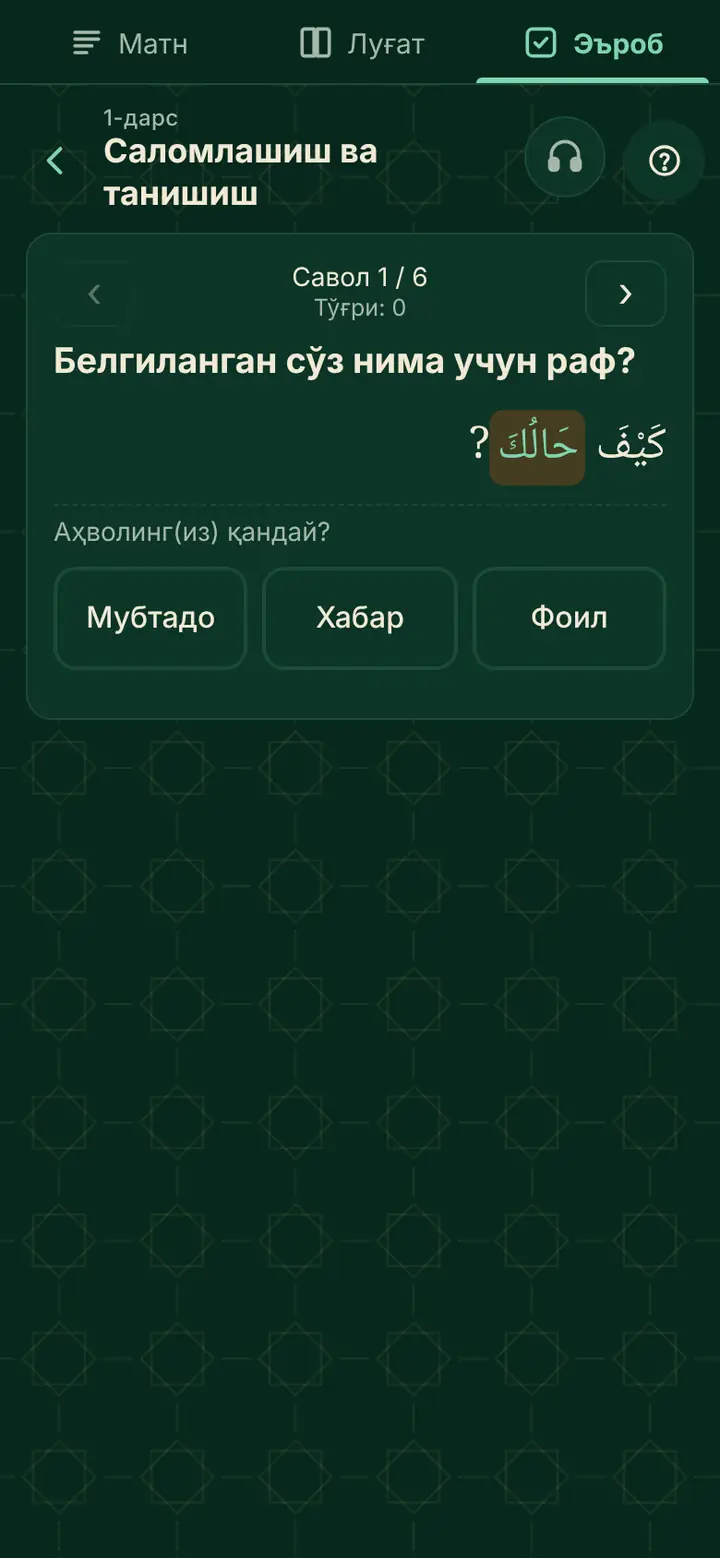 Матн
Луғат
Эъроб
1-дарс
Саломлашиш ва
танишиш
Савол 1 / 6
Тўғри: 0
Белгиланган сўз нима учун раф?
كَيْفَ حَالُكَ ?
Аҳволинг(из) қандай?
Мубтадо
Хабар
Фоил